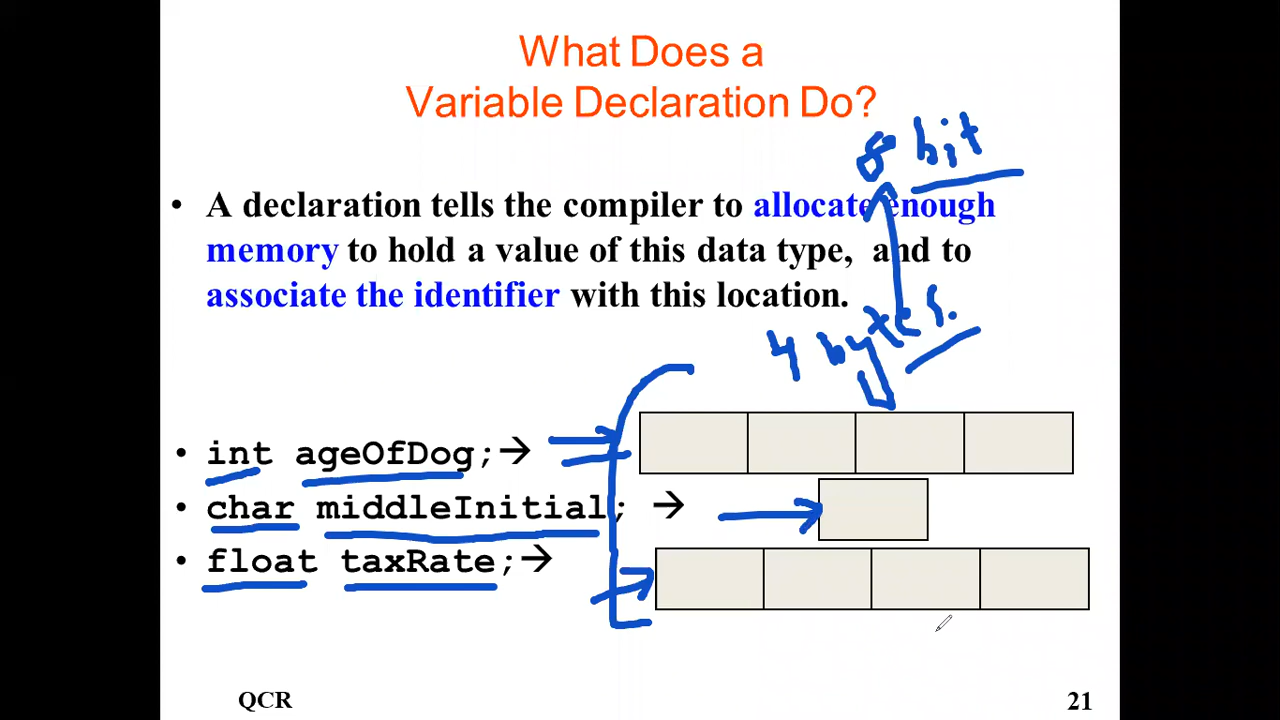 What Does a
Variable Declaration Do?
8 bit
• A declaration tells the compiler to allocate enough
memory to hold a value of this data type, and to
associate the identifier with this location.
4 bytes.
• int ageOfDog;→
• char middleInitial; →
• float taxRate;→
QCR
21